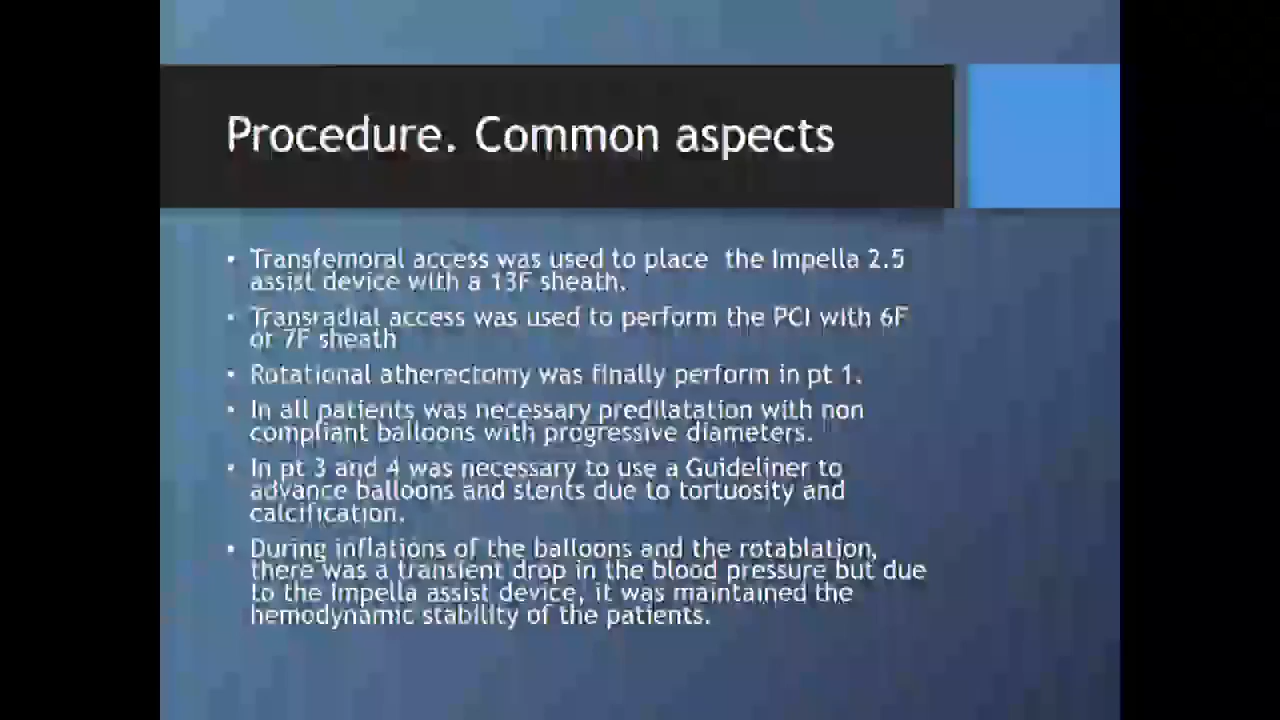 Procedure. Common aspects
• Transfemoral access was used to place the Impella 2.5
assist device with a 13F sheath.
• Transradial access was used to perform the PCI with 6F
or 7F sheath
• Rotational atherectomy was finally perform in pt 1.
• In all patients was necessary predilatation with non
compliant balloons with progressive diameters.
• In pt 3 and 4 was necessary to use a Guideliner to
advance balloons and stents due to tortuosity and
calcification.
• During inflations of the balloons and the rotablation,
there was a transient drop in the blood pressure but due
to the Impella assist device, it was maintained the
hemodynamic stability of the patients.